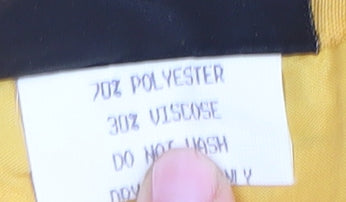 70% POLYESTER
30% VISCOSE
DO NOT WASH
DRY